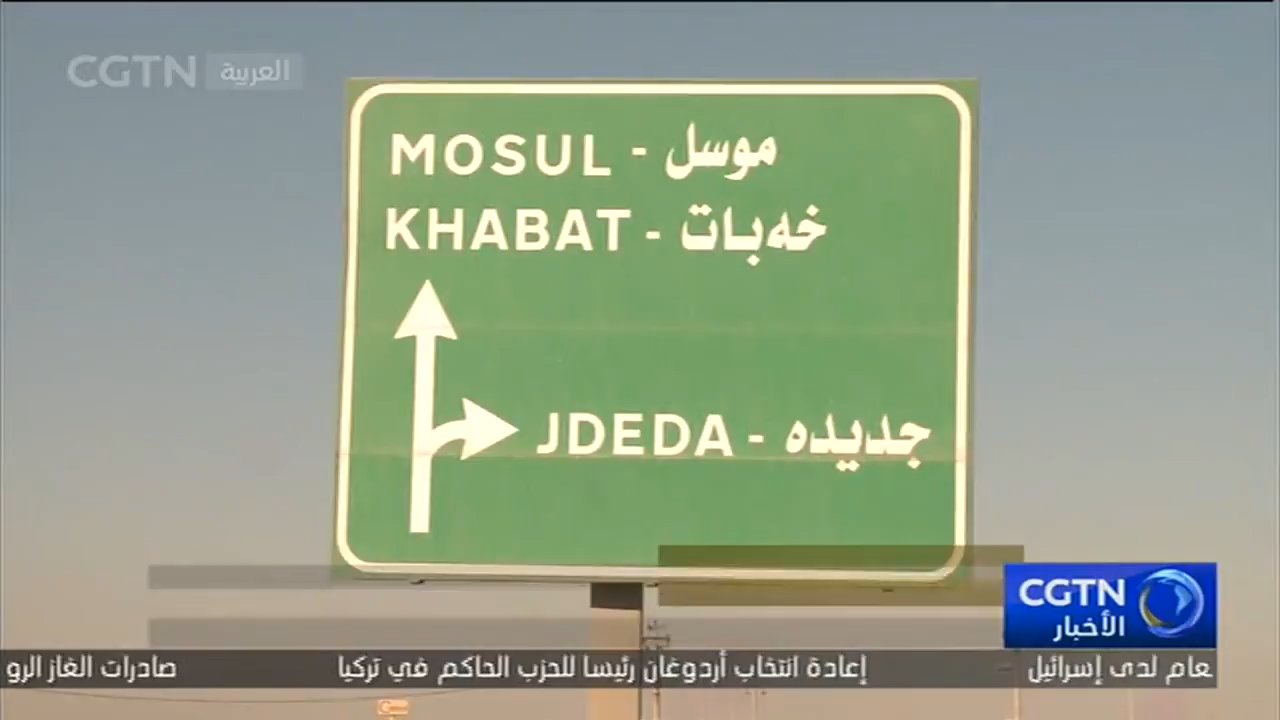 CGTN العربية
MOSUL - موسل
KHABAT - خەبات
JDEDA - جديده
CGTN
الأخبار
لدى إسرائيل
إعادة انتخاب أردوغان رئيسا للحزب الحاكم في تركيا
صادرات الغاز